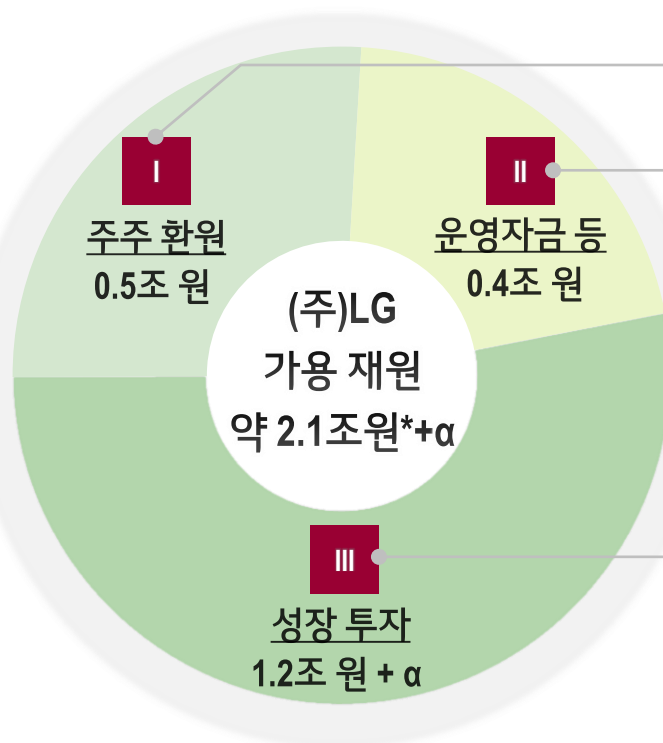 I
주주 환원
0.5조 원
II
운영자금 등
0.4조 원
(주)LG
가용 재원
약 2.1조원*+α
III
성장 투자
1.2조 원 + α